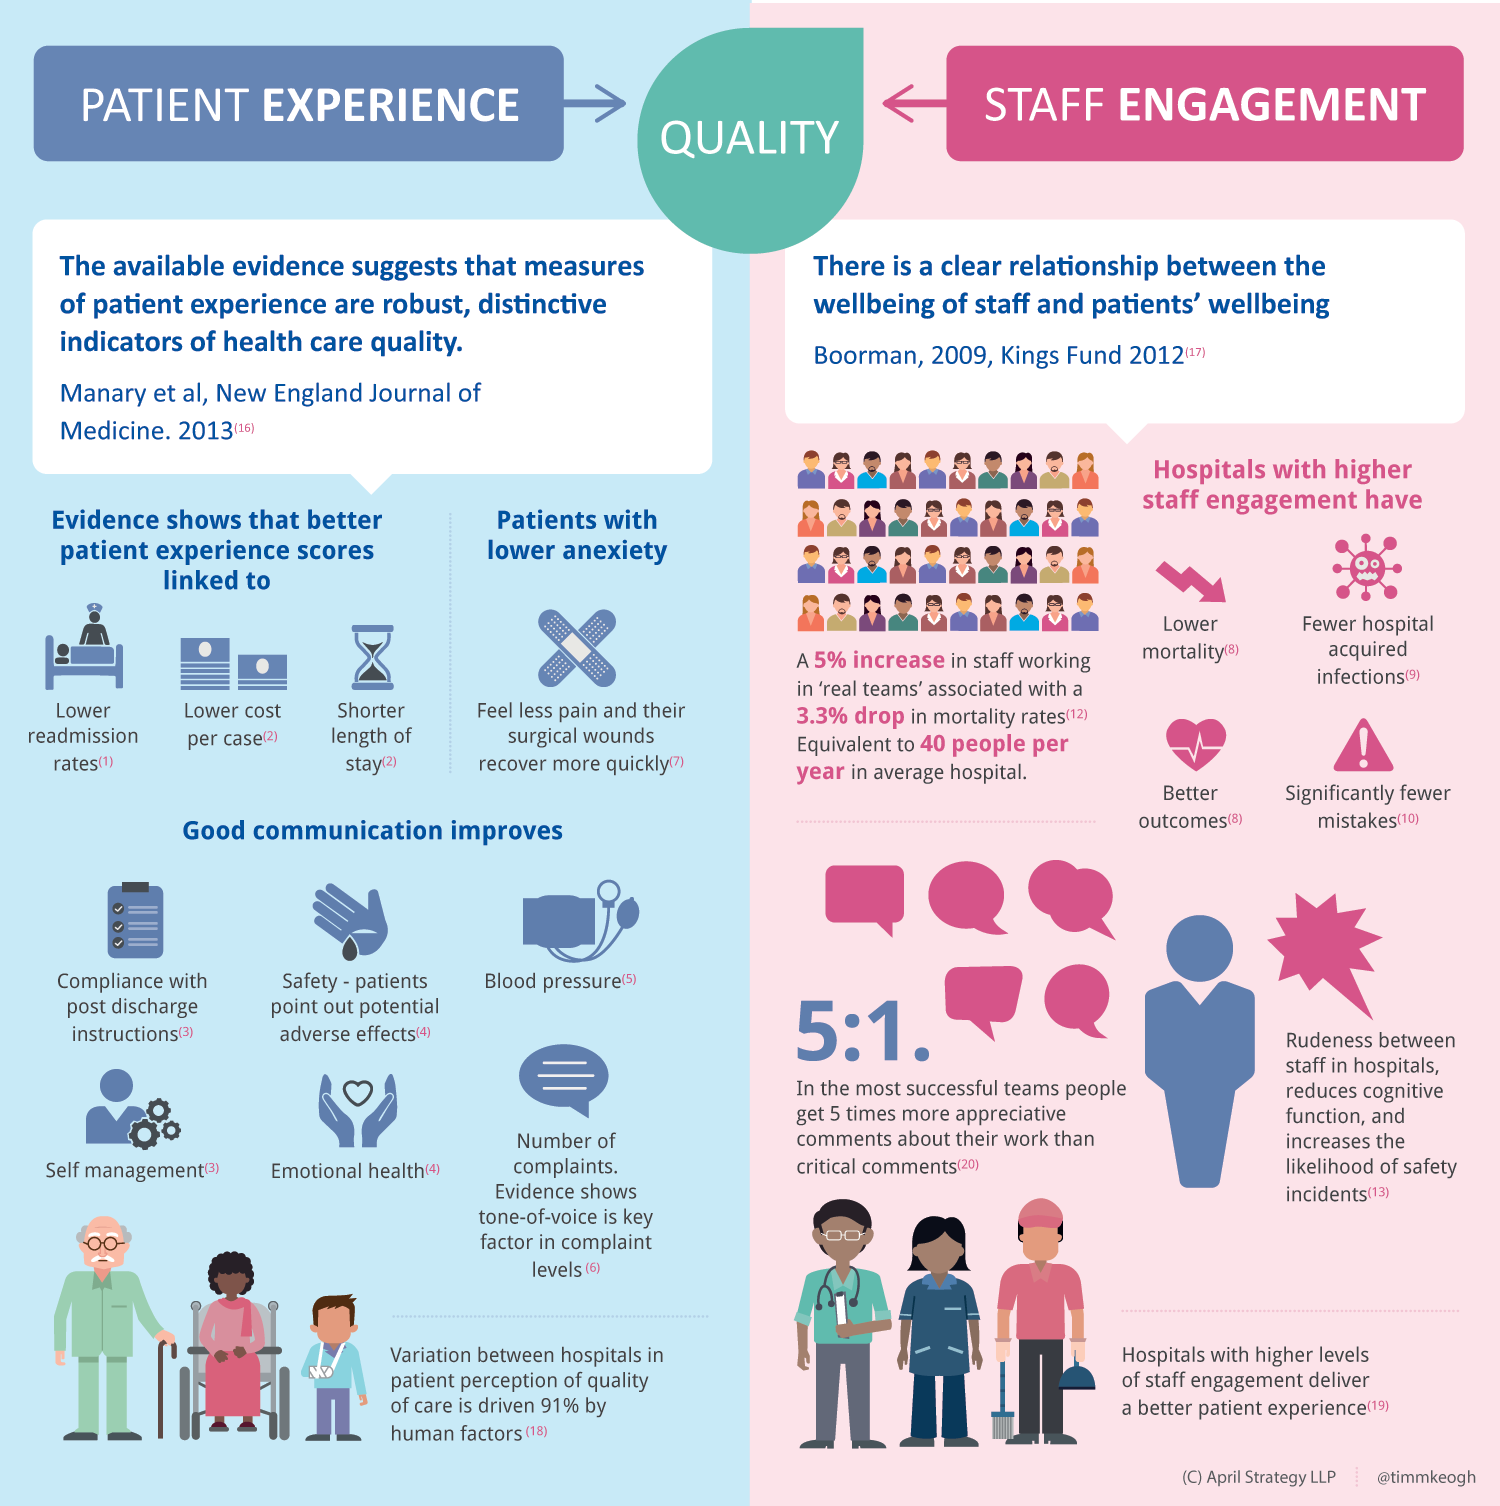 PATIENT EXPERIENCE
QUALITY
STAFF ENGAGEMENT
The available evidence suggests that measures
of patient experience are robust, distinctive
indicators of health care quality.
Manary et al, New England Journal of
Medicine. 2013(16)
Evidence shows that better
patient experience scores
linked to
Lower
readmission
rates(1)
Lower cost
per case(2)
Shorter
length of
stay(2)
Patients with
lower anexiety
Feel less pain and their
surgical wounds
recover more quickly(7)
Good communication improves
Compliance with
post discharge
instructions(3)
Safety - patients
point out potential
adverse effects(4)
Blood pressure(5)
Self management(3)
Emotional health(4)
Number of
complaints.
Evidence shows
tone-of-voice is key
factor in complaint
levels (6)
Variation between hospitals in
patient perception of quality
of care is driven 91% by
human factors (18)
There is a clear relationship between the
wellbeing of staff and patients’ wellbeing
Boorman, 2009, Kings Fund 2012(17)
A 5% increase in staff working
in ‘real teams’ associated with a
3.3% drop in mortality rates(12)
Equivalent to 40 people per
year in average hospital.
Hospitals with higher
staff engagement have
Lower
mortality(8)
Fewer hospital
acquired
infections(9)
Better
outcomes(8)
Significantly fewer
mistakes(10)
5:1.
In the most successful teams people
get 5 times more appreciative
comments about their work than
critical comments(20)
Rudeness between
staff in hospitals,
reduces cognitive
function, and
increases the
likelihood of safety
incidents(13)
Hospitals with higher levels
of staff engagement deliver
a better patient experience(19)
(C) April Strategy LLP
@timmkeogh